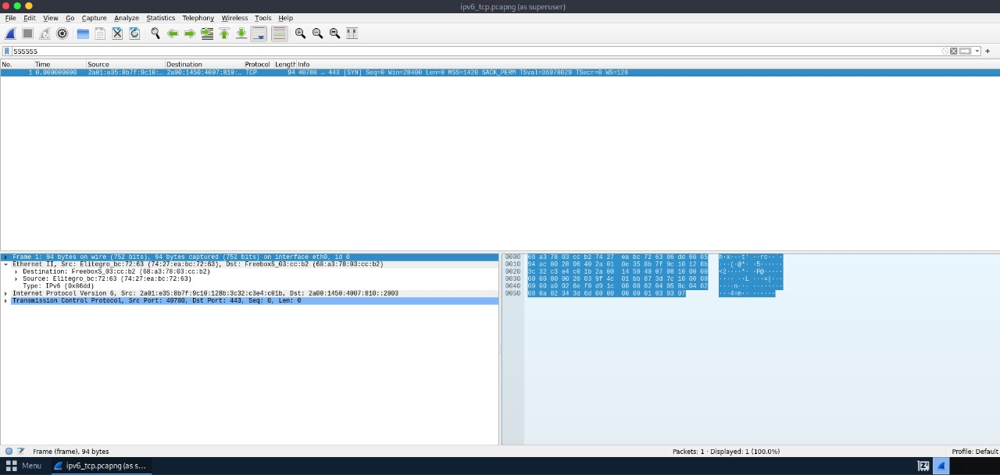 ipv6_tcp.pcapng (as superuser)
File Edit View Go Capture Analyze Statistics Telephony Wireless Tools Help
ssssss
No. Time Source Destination Protocol Length Info
1 0.000000000 2a01:e35:8b7f:9c10:… 2a00:1450:4007:810:… TCP 94 40780 → 443 [SYN] Seq=0 Win=28400 Len=0 MSS=1420 SACK_PERM TSval=36978029 TSecr=0 WS=128
Frame 1: 94 bytes on wire (752 bits), 94 bytes captured (752 bits) on interface eth0, id 0
Ethernet II, Src: Elitegro_bc:72:63 (74:27:ea:bc:72:63), Dst: FreeboxS_03:cc:b2 (68:a3:78:03:cc:b2)
Destination: FreeboxS_03:cc:b2 (68:a3:78:03:cc:b2)
Source: Elitegro_bc:72:63 (74:27:ea:bc:72:63)
Type: IPv6 (0x86dd)
Internet Protocol Version 6, Src: 2a01:e35:8b7f:9c10:128b:3c32:c3e4:c01b, Dst: 2a00:1450:4007:810::2003
Transmission Control Protocol, Src Port: 40780, Dst Port: 443, Seq: 0, Len: 0
0000 68 a3 78 03 cc b2 74 27 ea bc 72 63 86 dd 60 05 h·x···t' ··rc··`·
0010 94 ac 00 28 06 40 2a 01 0e 35 8b 7f 9c 10 12 8b ···(·@*· ·5······
0020 3c 32 c3 e4 c0 1b 2a 00 14 50 40 07 08 10 00 00 <2····*· ·P@·····
0030 00 00 00 00 20 03 9f 4c 01 bb 87 3d 7c 10 00 00 ···· ··L ···=|···
0040 00 00 a0 02 6e f0 d9 1c 00 00 02 04 05 8c 04 02 ····n··· ········
0050 08 0a 02 34 3d 6d 00 00 00 00 01 03 03 07 ···4=m·· ······
Frame (frame), 94 bytes
Packets: 1 · Displayed: 1 (100.0%)
Profile: Default
Menu
ipv6_tcp.pcapng (as s…